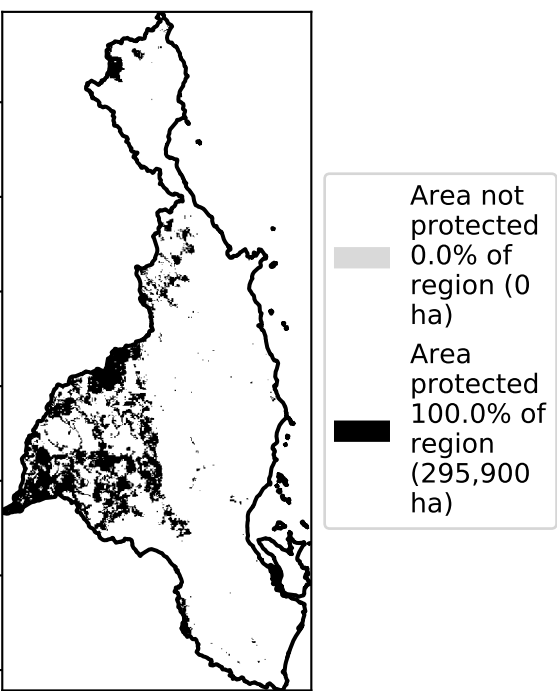 Area not
protected
0.0% of
region (0
ha)
Area
protected
100.0% of
region
(295,900
ha)